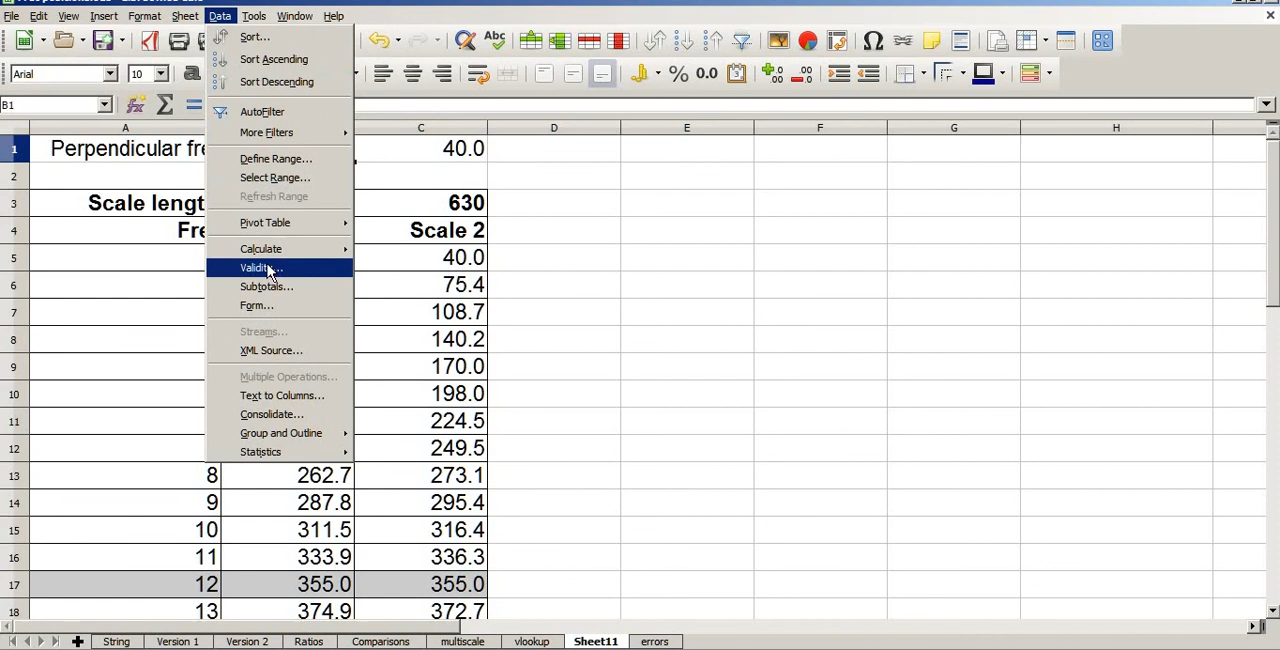 File Edit View Insert Format Sheet Data Tools Window Help
Arial 10 % 0.0
B1
Sort...
Sort Ascending
Sort Descending
AutoFilter
More Filters
Define Range...
Select Range...
Refresh Range
Pivot Table
Calculate
Validity...
Subtotals...
Form...
Streams...
XML Source...
Multiple Operations...
Text to Columns...
Consolidate...
Group and Outline
Statistics
A C D E F G H
1 Perpendicular fre 40.0
2
3 Scale lengt 630
4 Fre Scale 2
5 40.0
6 75.4
7 108.7
8 140.2
9 170.0
10 198.0
11 224.5
12 249.5
13 8 262.7 273.1
14 9 287.8 295.4
15 10 311.5 316.4
16 11 333.9 336.3
17 12 355.0 355.0
18 13 374.9 372.7
String Version 1 Version 2 Ratios Comparisons multiscale vlookup Sheet11 errors